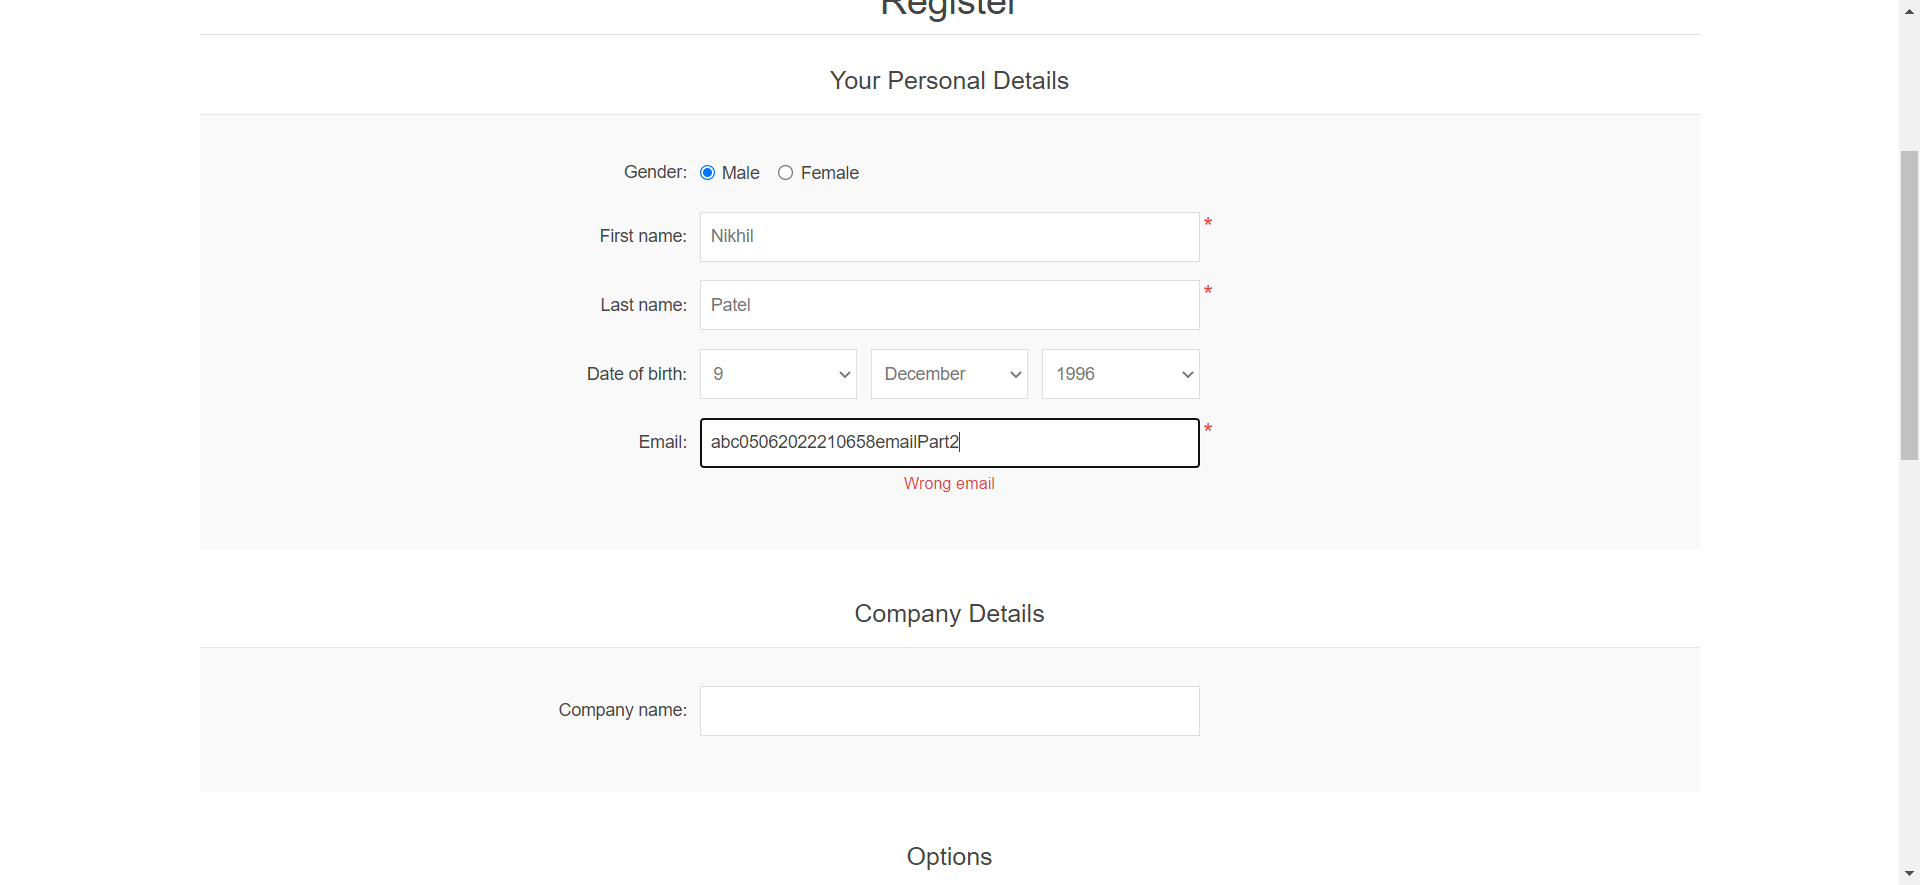 Register
Your Personal Details
Gender: Male Female
First name: Nikhil *
Last name: Patel *
Date of birth: 9 December 1996
Email: abc05062022210658emailPart2 *
Wrong email
Company Details
Company name:
Options